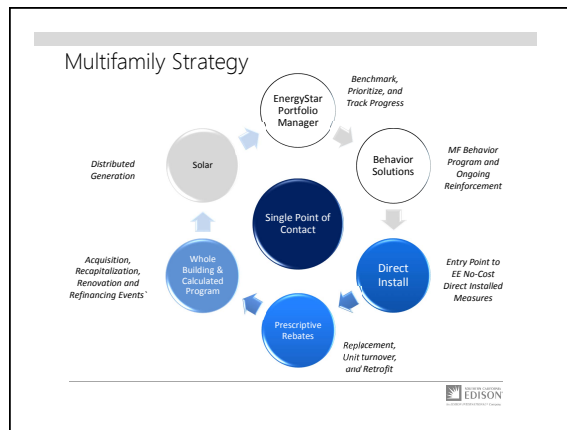 Multifamily Strategy
EnergyStar
Portfolio
Manager
Benchmark,
Prioritize, and
Track Progress
Behavior
Solutions
MF Behavior
Program and
Ongoing
Reinforcement
Direct
Install
Entry Point to
EE No-Cost
Direct Installed
Measures
Prescriptive
Rebates
Replacement,
Unit turnover,
and Retrofit
Whole
Building &
Calculated
Program
Acquisition,
Recapitalization,
Renovation and
Refinancing Events*
Solar
Distributed
Generation
Single Point of
Contact
SOUTHERN CALIFORNIA
EDISON